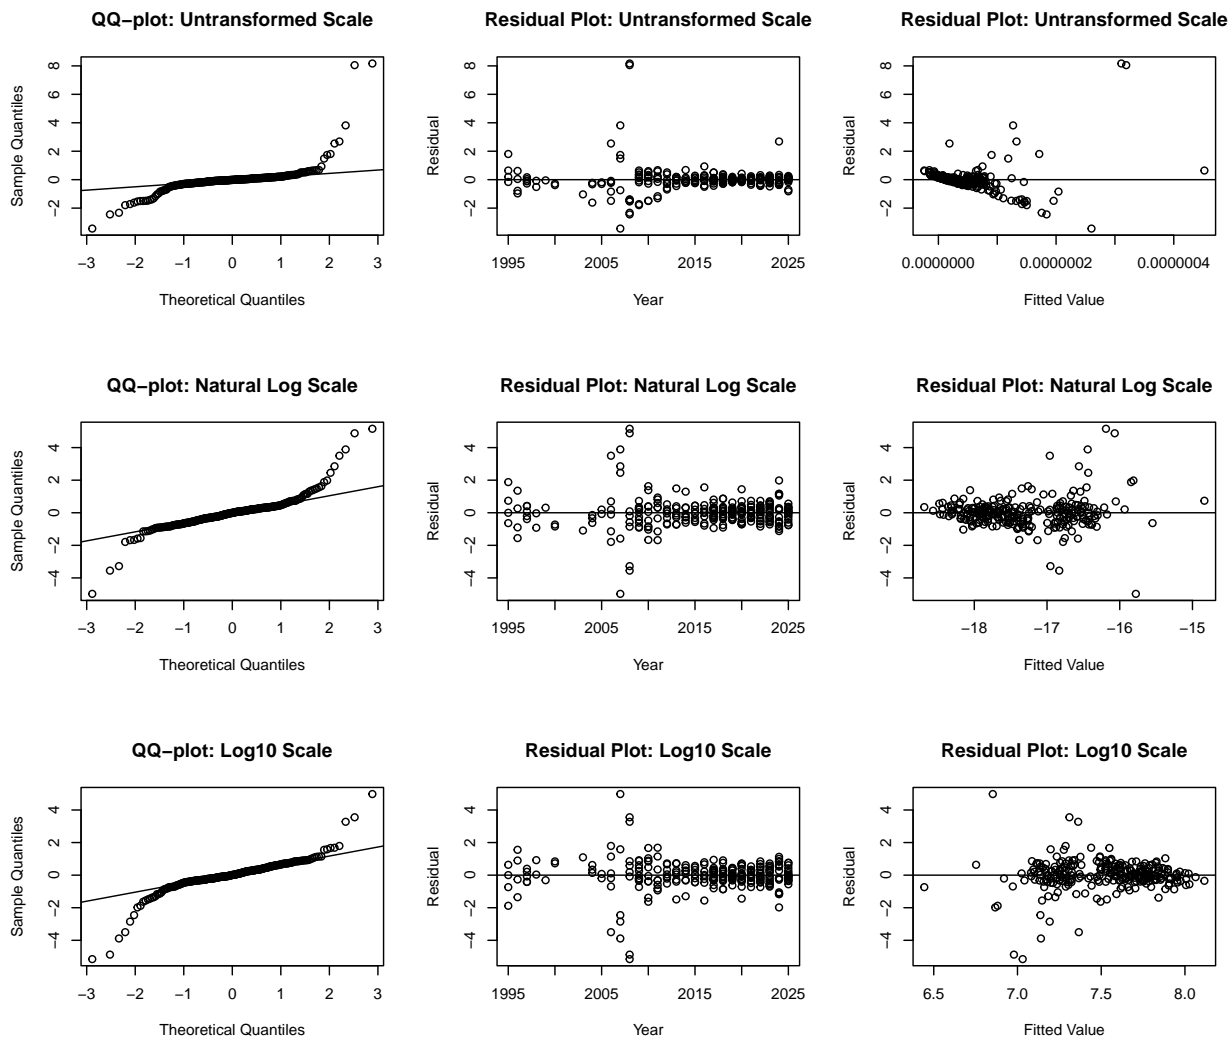 QQ−plot: Untransformed Scale
Sample Quantiles
−2 0 2 4 6 8
−3 −2 −1 0 1 2 3
Theoretical Quantiles
Residual Plot: Untransformed Scale
Residual
−2 0 2 4 6 8
1995 2005 2015 2025
Year
Residual Plot: Untransformed Scale
Residual
−2 0 2 4 6 8
0.0000000 0.0000002 0.0000004
Fitted Value
QQ−plot: Natural Log Scale
Sample Quantiles
−4 −2 0 2 4
−3 −2 −1 0 1 2 3
Theoretical Quantiles
Residual Plot: Natural Log Scale
Residual
−4 −2 0 2 4
1995 2005 2015 2025
Year
Residual Plot: Natural Log Scale
Residual
−4 −2 0 2 4
−18 −17 −16 −15
Fitted Value
QQ−plot: Log10 Scale
Sample Quantiles
−4 −2 0 2 4
−3 −2 −1 0 1 2 3
Theoretical Quantiles
Residual Plot: Log10 Scale
Residual
−4 −2 0 2 4
1995 2005 2015 2025
Year
Residual Plot: Log10 Scale
Residual
−4 −2 0 2 4
6.5 7.0 7.5 8.0
Fitted Value